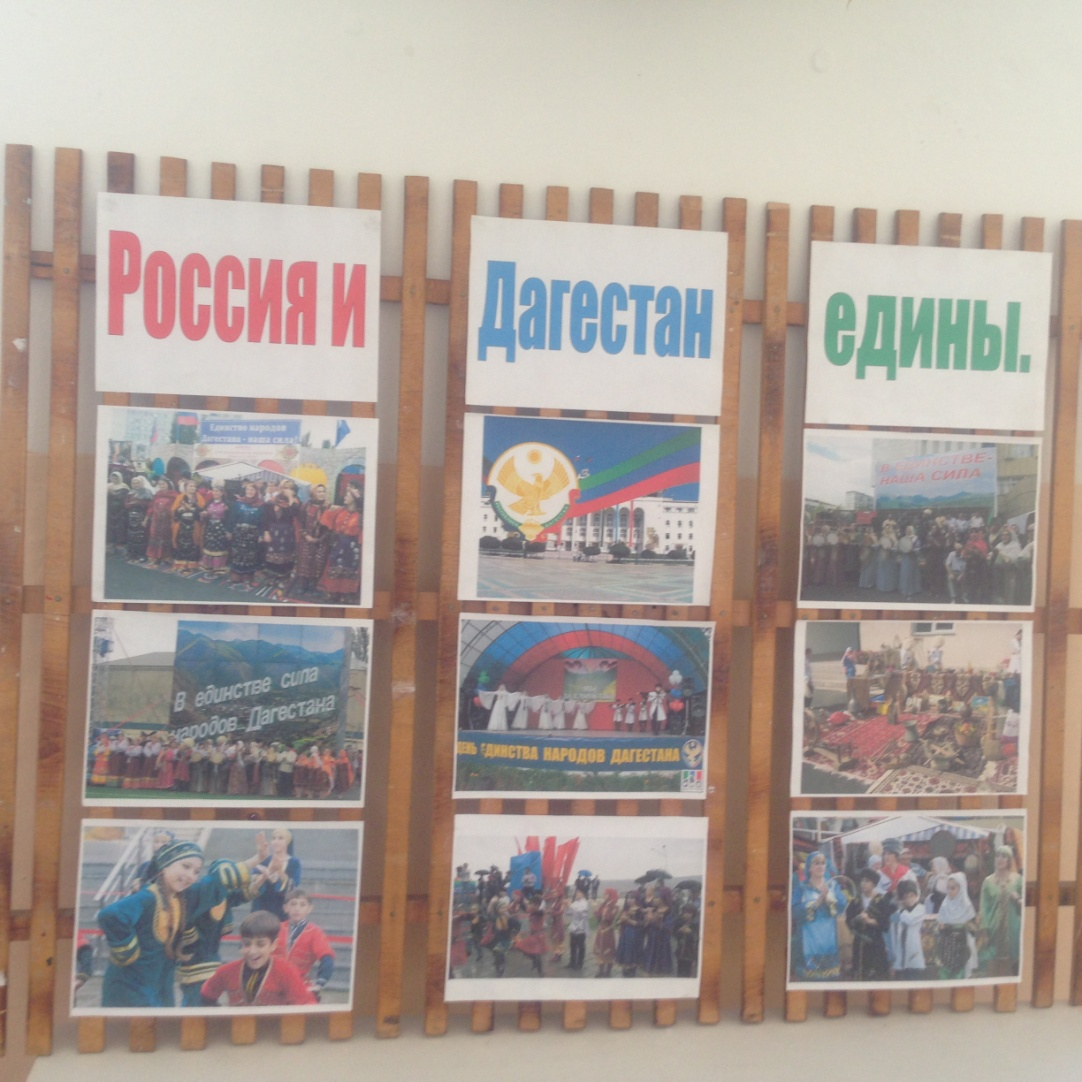 Россия и
Дагестан
едины.
Единство народов
Дагестана - наша сила!
В ЕДИНСТВЕ-
НАША СИЛА
В единстве сила
народов Дагестана
ДЕНЬ ЕДИНСТВА НАРОДОВ ДАГЕСТАНА